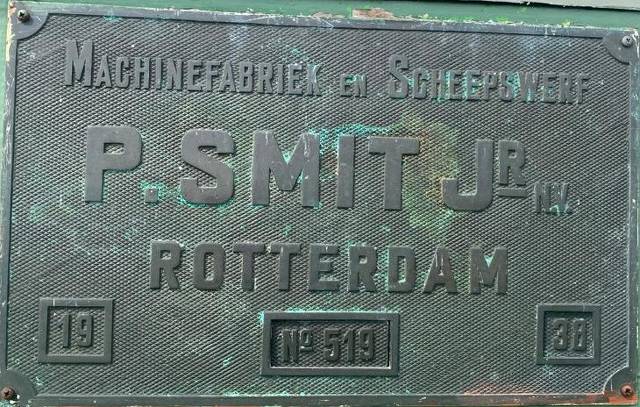 MACHINEFABRIEK EN SCHEEPSWERF
P. SMIT JR N.V.
ROTTERDAM
19 No 519 38